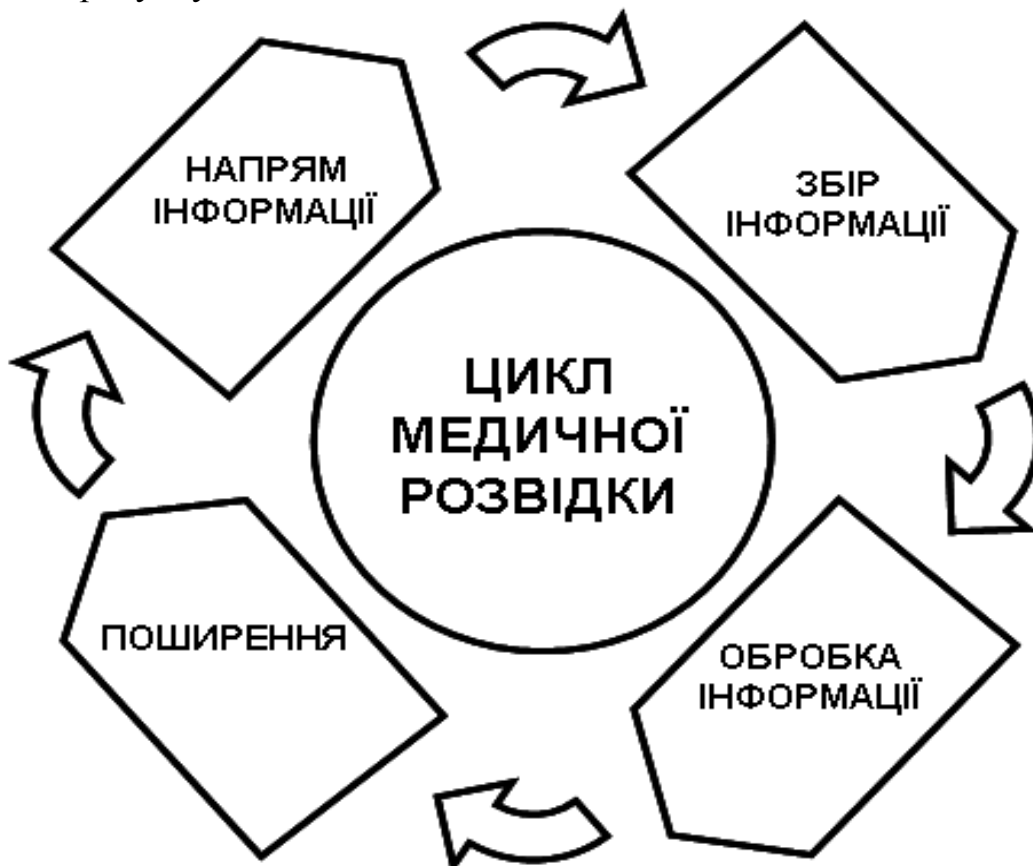 НАПРЯМ
ІНФОРМАЦІЇ
ЗБІР
ІНФОРМАЦІЇ
ЦИКЛ
МЕДИЧНОЇ
РОЗВІДКИ
ПОШИРЕННЯ
ОБРОБКА
ІНФОРМАЦІЇ